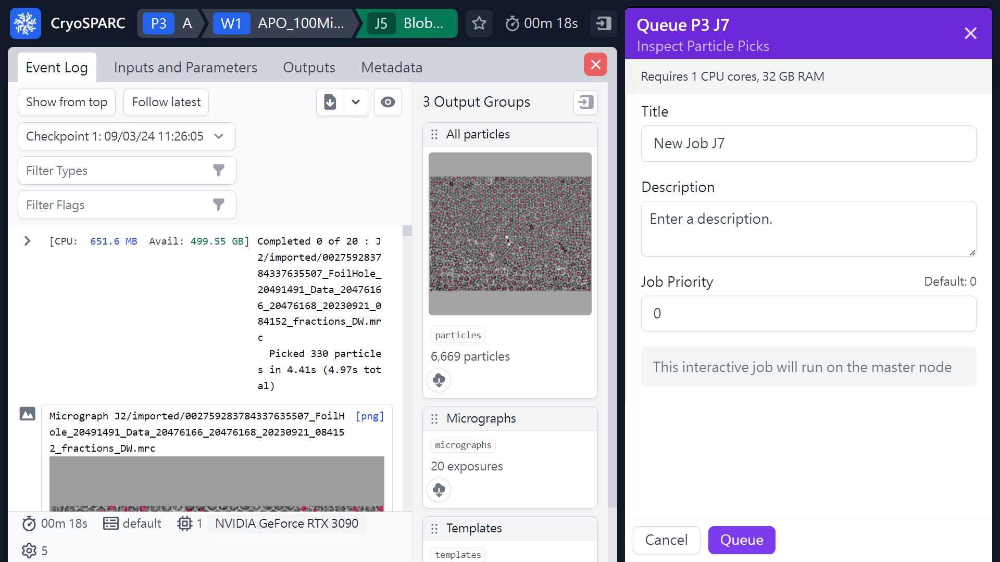 CryoSPARC
P3 A
W1 APO_100Mi...
J5 Blob...
00m 18s
Event Log
Inputs and Parameters
Outputs
Metadata
Show from top
Follow latest
Checkpoint 1: 09/03/24 11:26:05
Filter Types
Filter Flags
[CPU: 651.6 MB Avail: 499.55 GB] Completed 0 of 20 : J
2/imported/0027592837
84337635507_FoilHole_
20491491_Data_2047616
6_20476168_20230921_0
84152_fractions_DW.mr
c
Picked 330 particle
s in 4.41s (4.97s tot
al)
Micrograph J2/imported/002759283784337635507_FoilH [png]
ole_20491491_Data_20476166_20476168_20230921_08415
2_fractions_DW.mrc
00m 18s
default
1
NVIDIA GeForce RTX 3090
5
3 Output Groups
All particles
particles
6,669 particles
Micrographs
micrographs
20 exposures
Templates
templates
Queue P3 J7
Inspect Particle Picks
Requires 1 CPU cores, 32 GB RAM
Title
New Job J7
Description
Enter a description.
Job Priority
Default: 0
0
This interactive job will run on the master node
Cancel
Queue